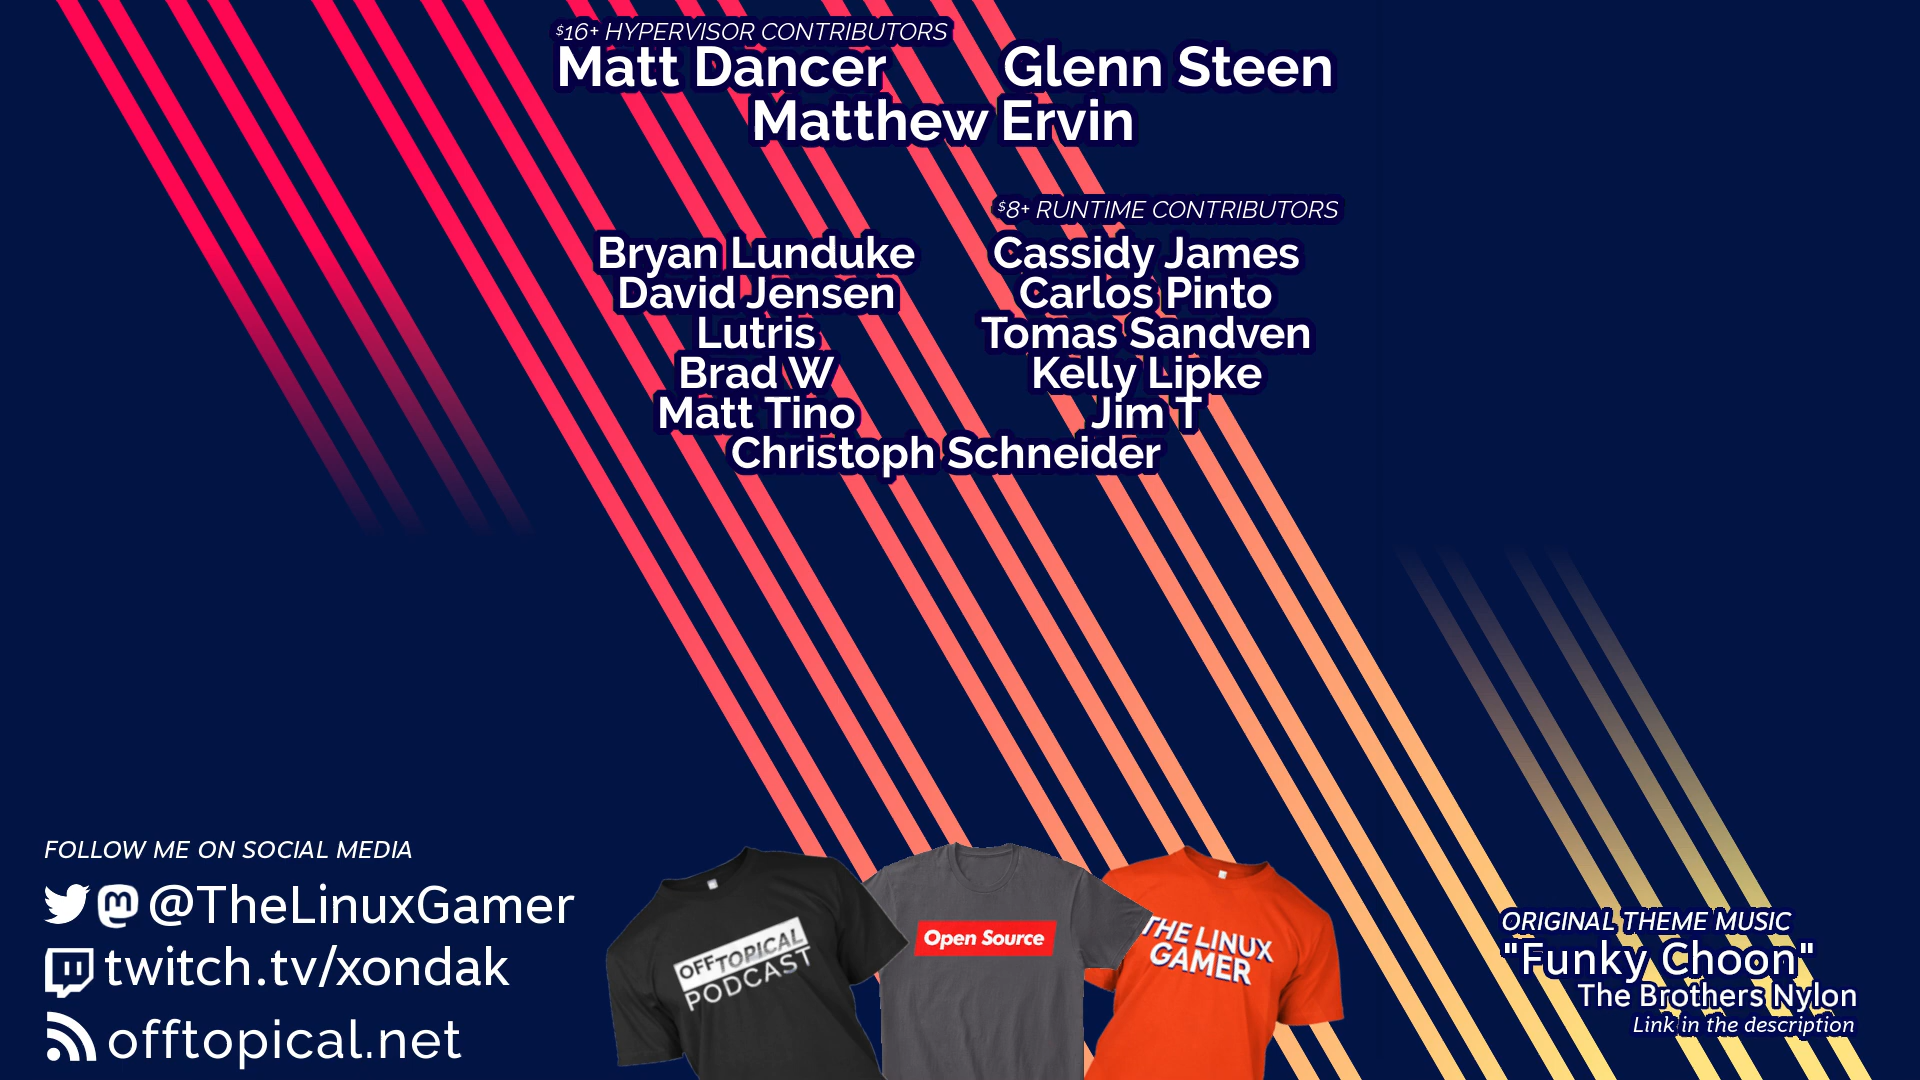 $16+ HYPERVISOR CONTRIBUTORS
Matt Dancer Glenn Steen
Matthew Ervin
$8+ RUNTIME CONTRIBUTORS
Bryan Lunduke Cassidy James
David Jensen Carlos Pinto
Lutris Tomas Sandven
Brad W Kelly Lipke
Matt Tino Jim T
Christoph Schneider
FOLLOW ME ON SOCIAL MEDIA
@TheLinuxGamer
twitch.tv/xondak
offtopical.net
OFFTOPICAL
PODCAST
Open Source
THE LINUX
GAMER
ORIGINAL THEME MUSIC
"Funky Choon"
The Brothers Nylon
Link in the description